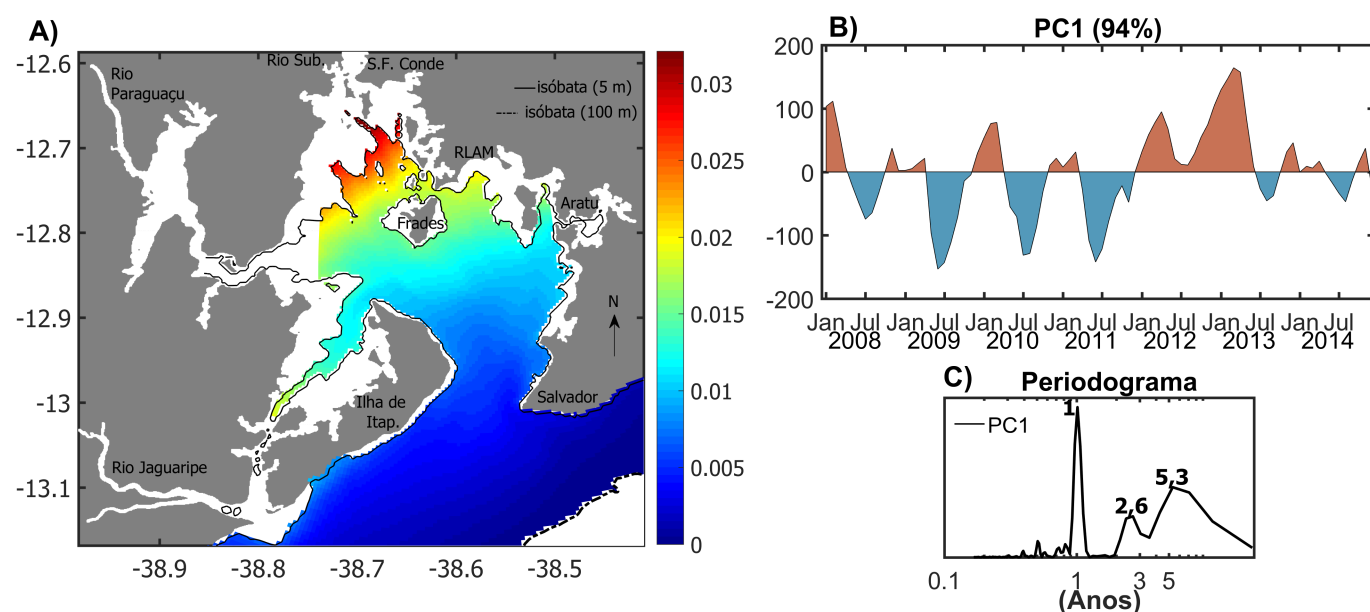 A)
-12.6
-12.7
-12.8
-12.9
-13
-13.1
-38.9
-38.8
-38.7
-38.6
-38.5
Rio
Paraguaçu
Rio Sub.
S.F. Conde
isóbata (5 m)
isóbata (100 m)
RLAM
Aratu
Frades
N
Ilha de
Itap.
Salvador
Rio Jaguaripe
0.03
0.025
0.02
0.015
0.01
0.005
0
B)
PC1 (94%)
200
100
0
-100
-200
Jan Jul Jan Jul Jan Jul Jan Jul Jan Jul Jan Jul Jan Jul
2008 2009 2010 2011 2012 2013 2014
C)
Periodograma
PC1
1
2,6
5,3
0.1 1 3 5
(Anos)